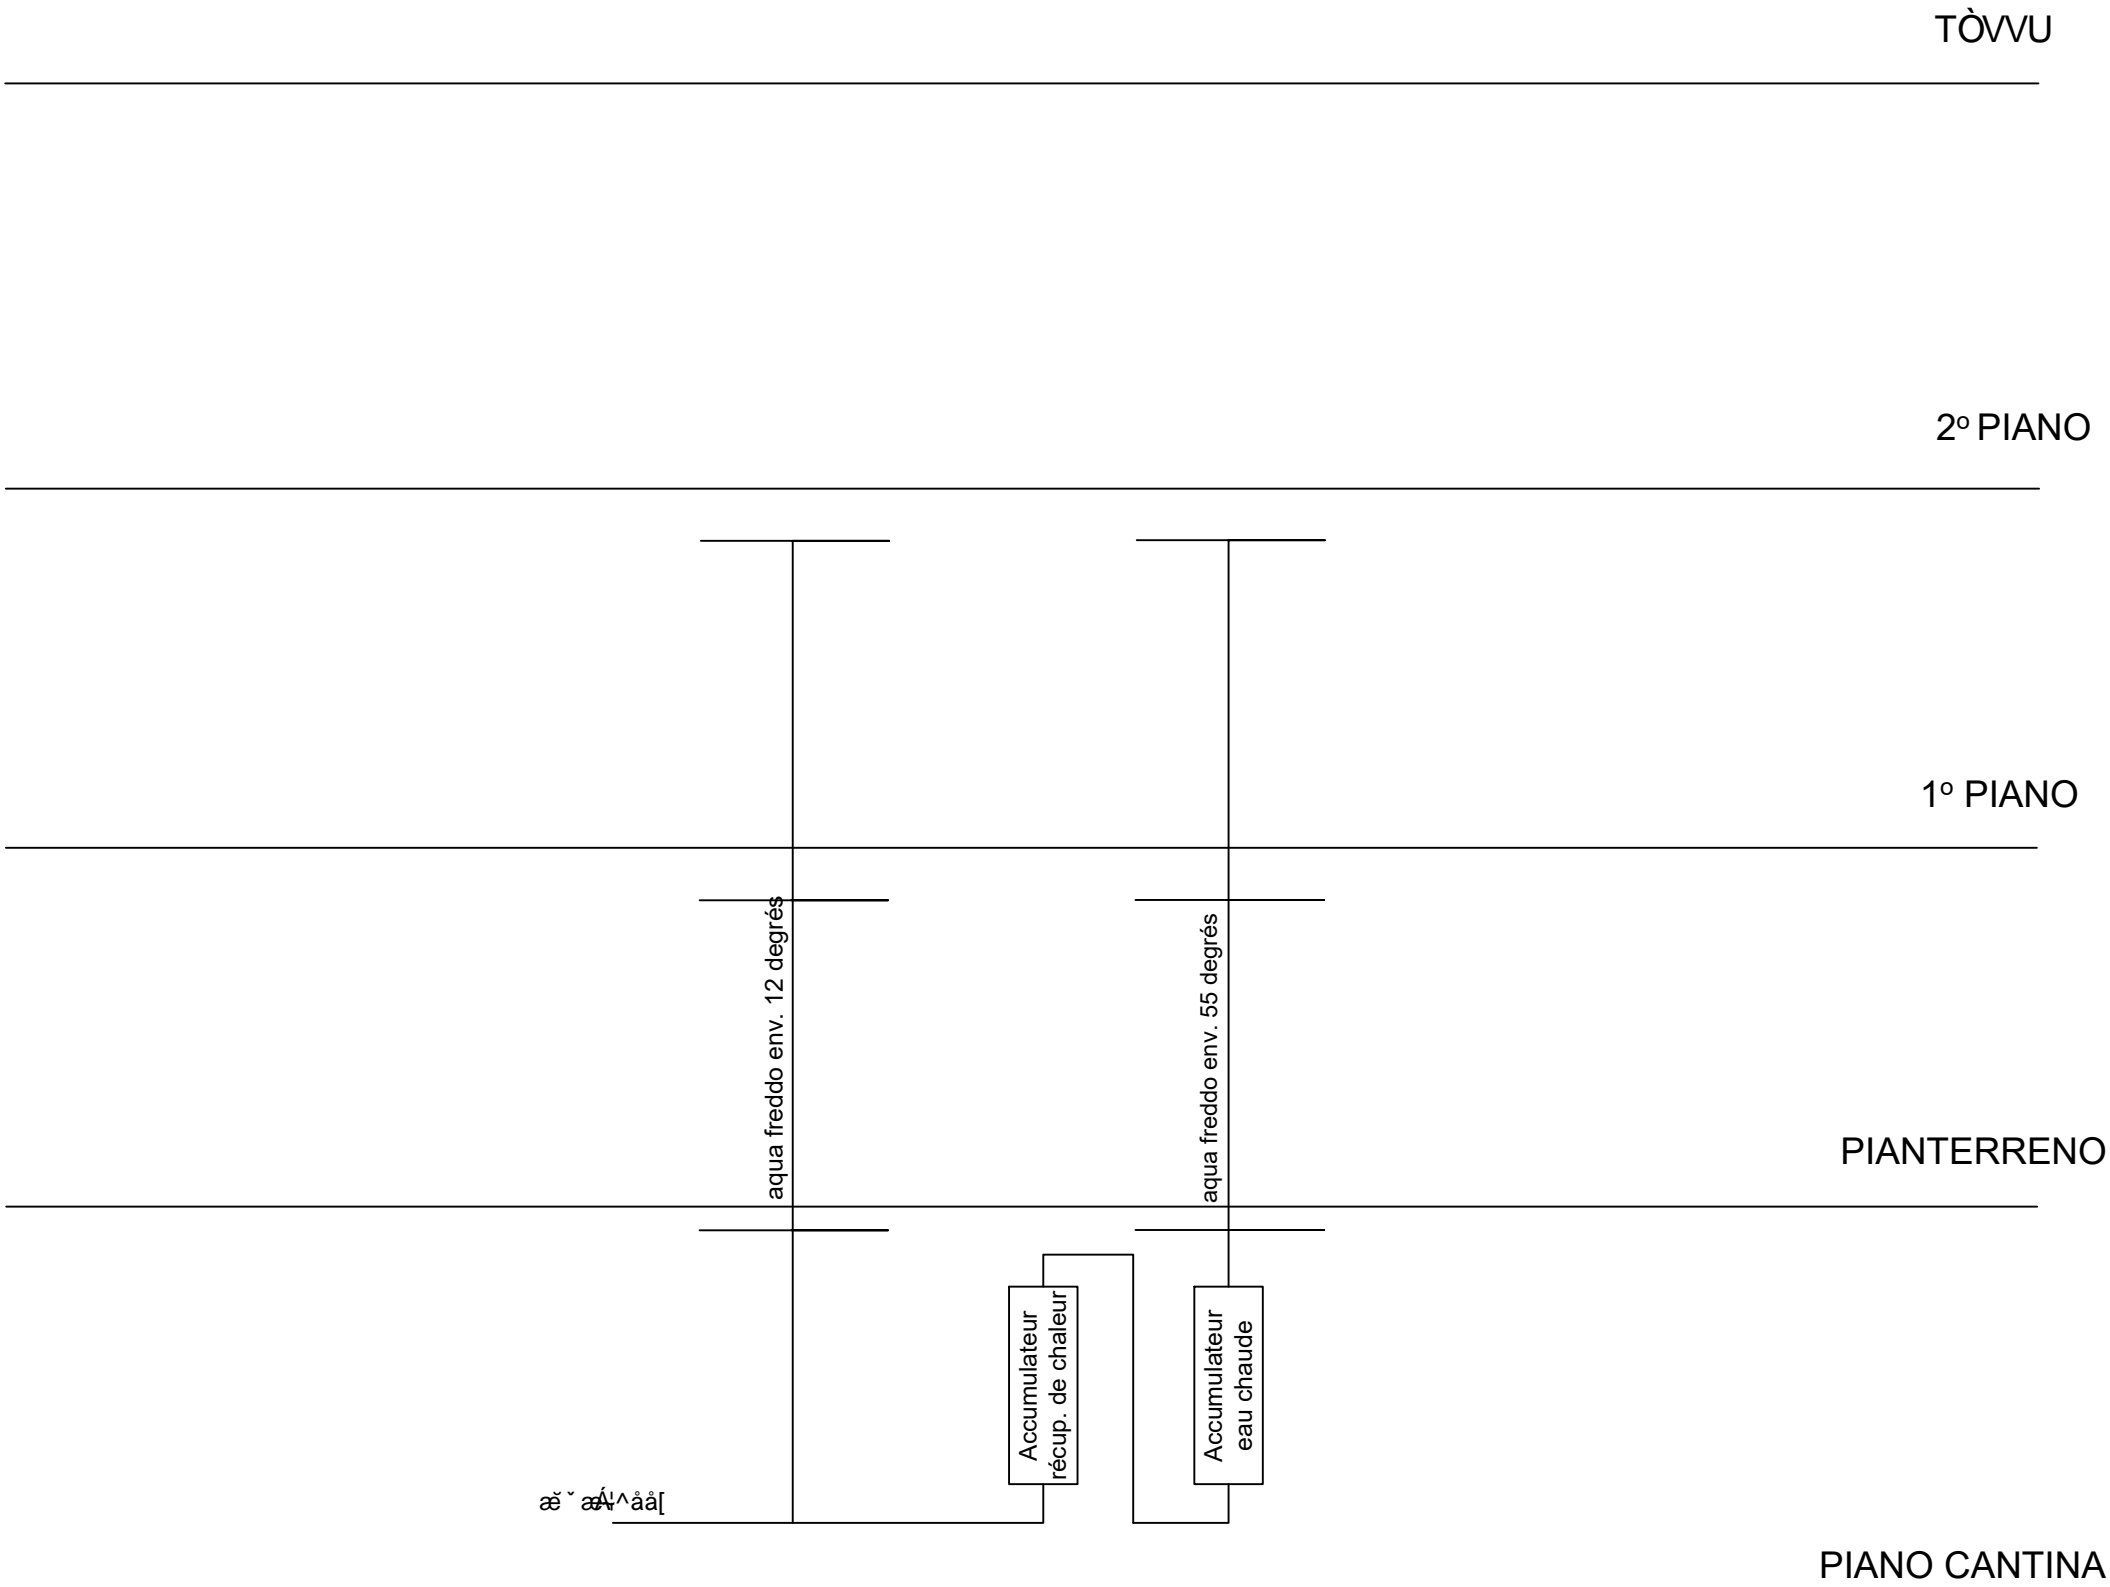 TÒVVU
2º PIANO
1º PIANO
aqua freddo env. 12 degrés
aqua freddo env. 55 degrés
PIANTERRENO
Accumulateur
récup. de chaleur
Accumulateur
eau chaude
PIANO CANTINA